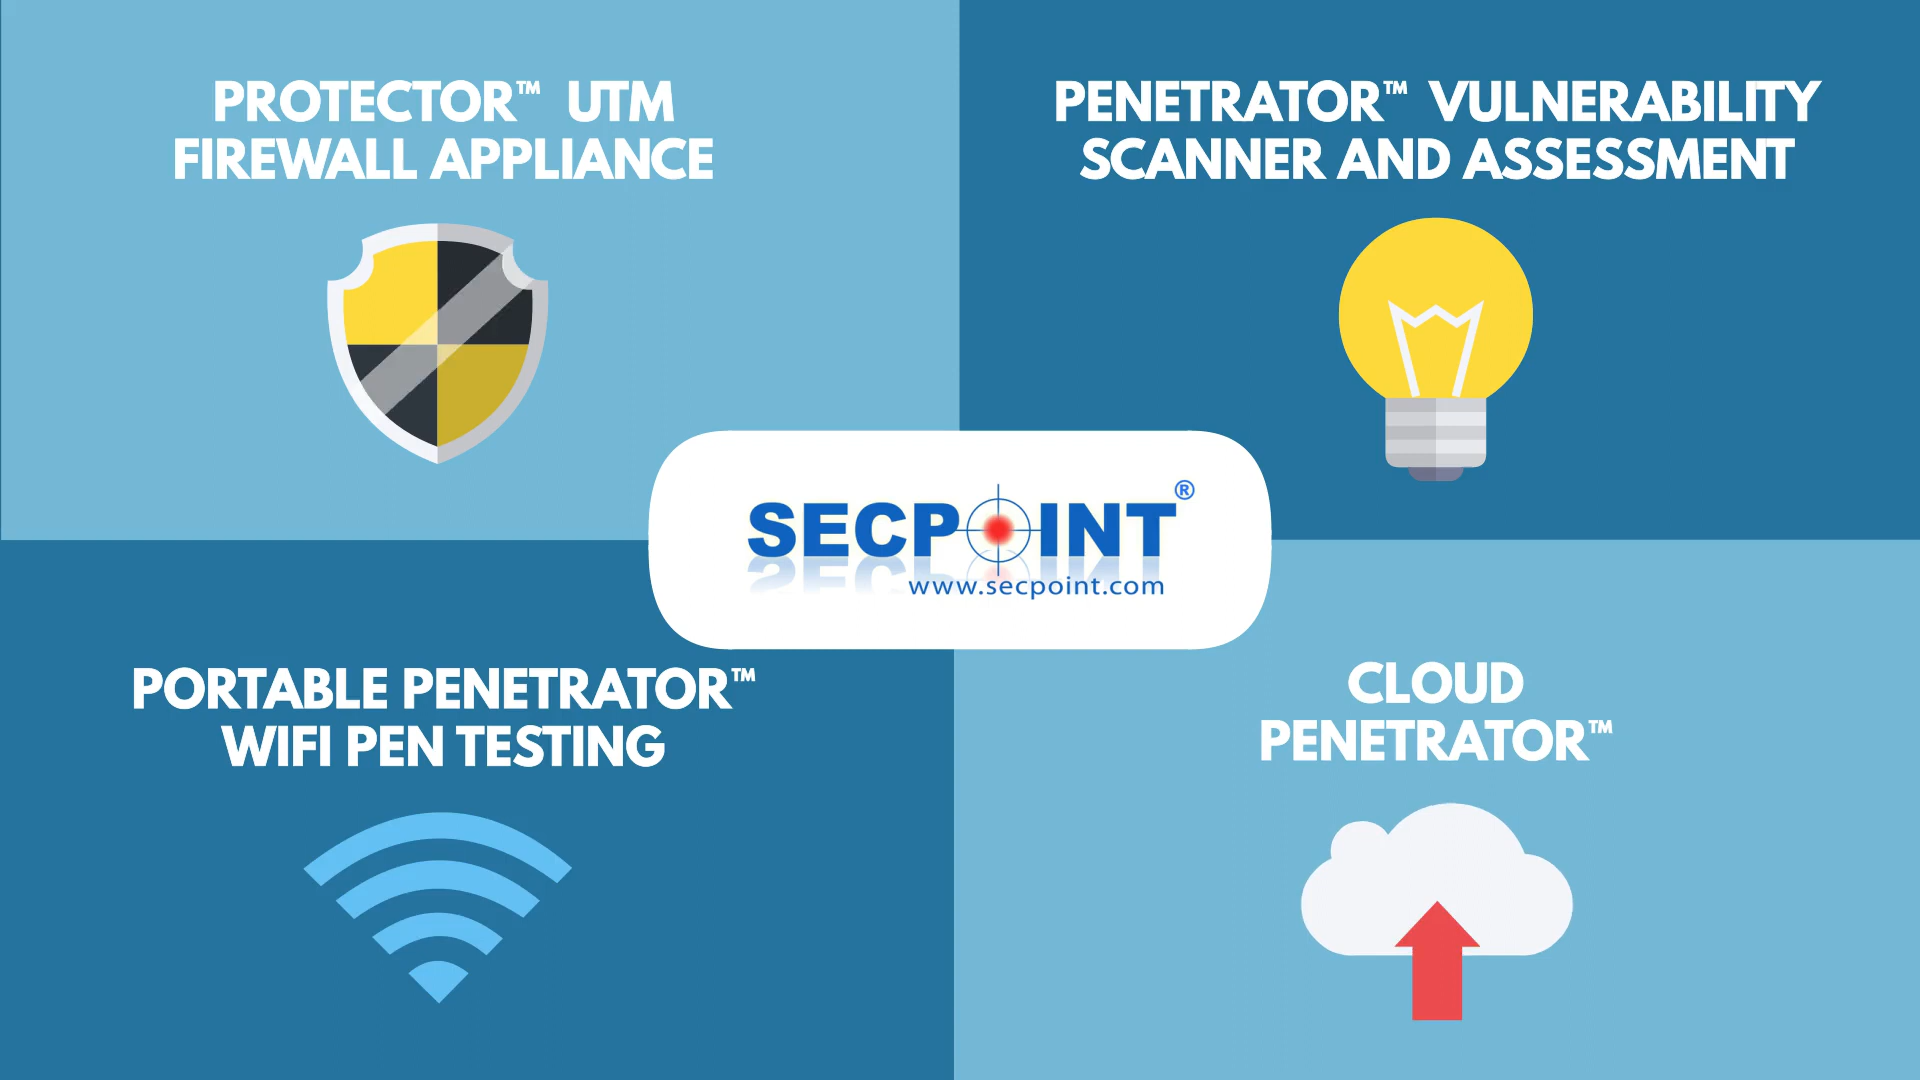 PROTECTOR™ UTM
FIREWALL APPLIANCE
PENETRATOR™ VULNERABILITY
SCANNER AND ASSESSMENT
SECPOINT®
www.secpoint.com
PORTABLE PENETRATOR™
WIFI PEN TESTING
CLOUD
PENETRATOR™